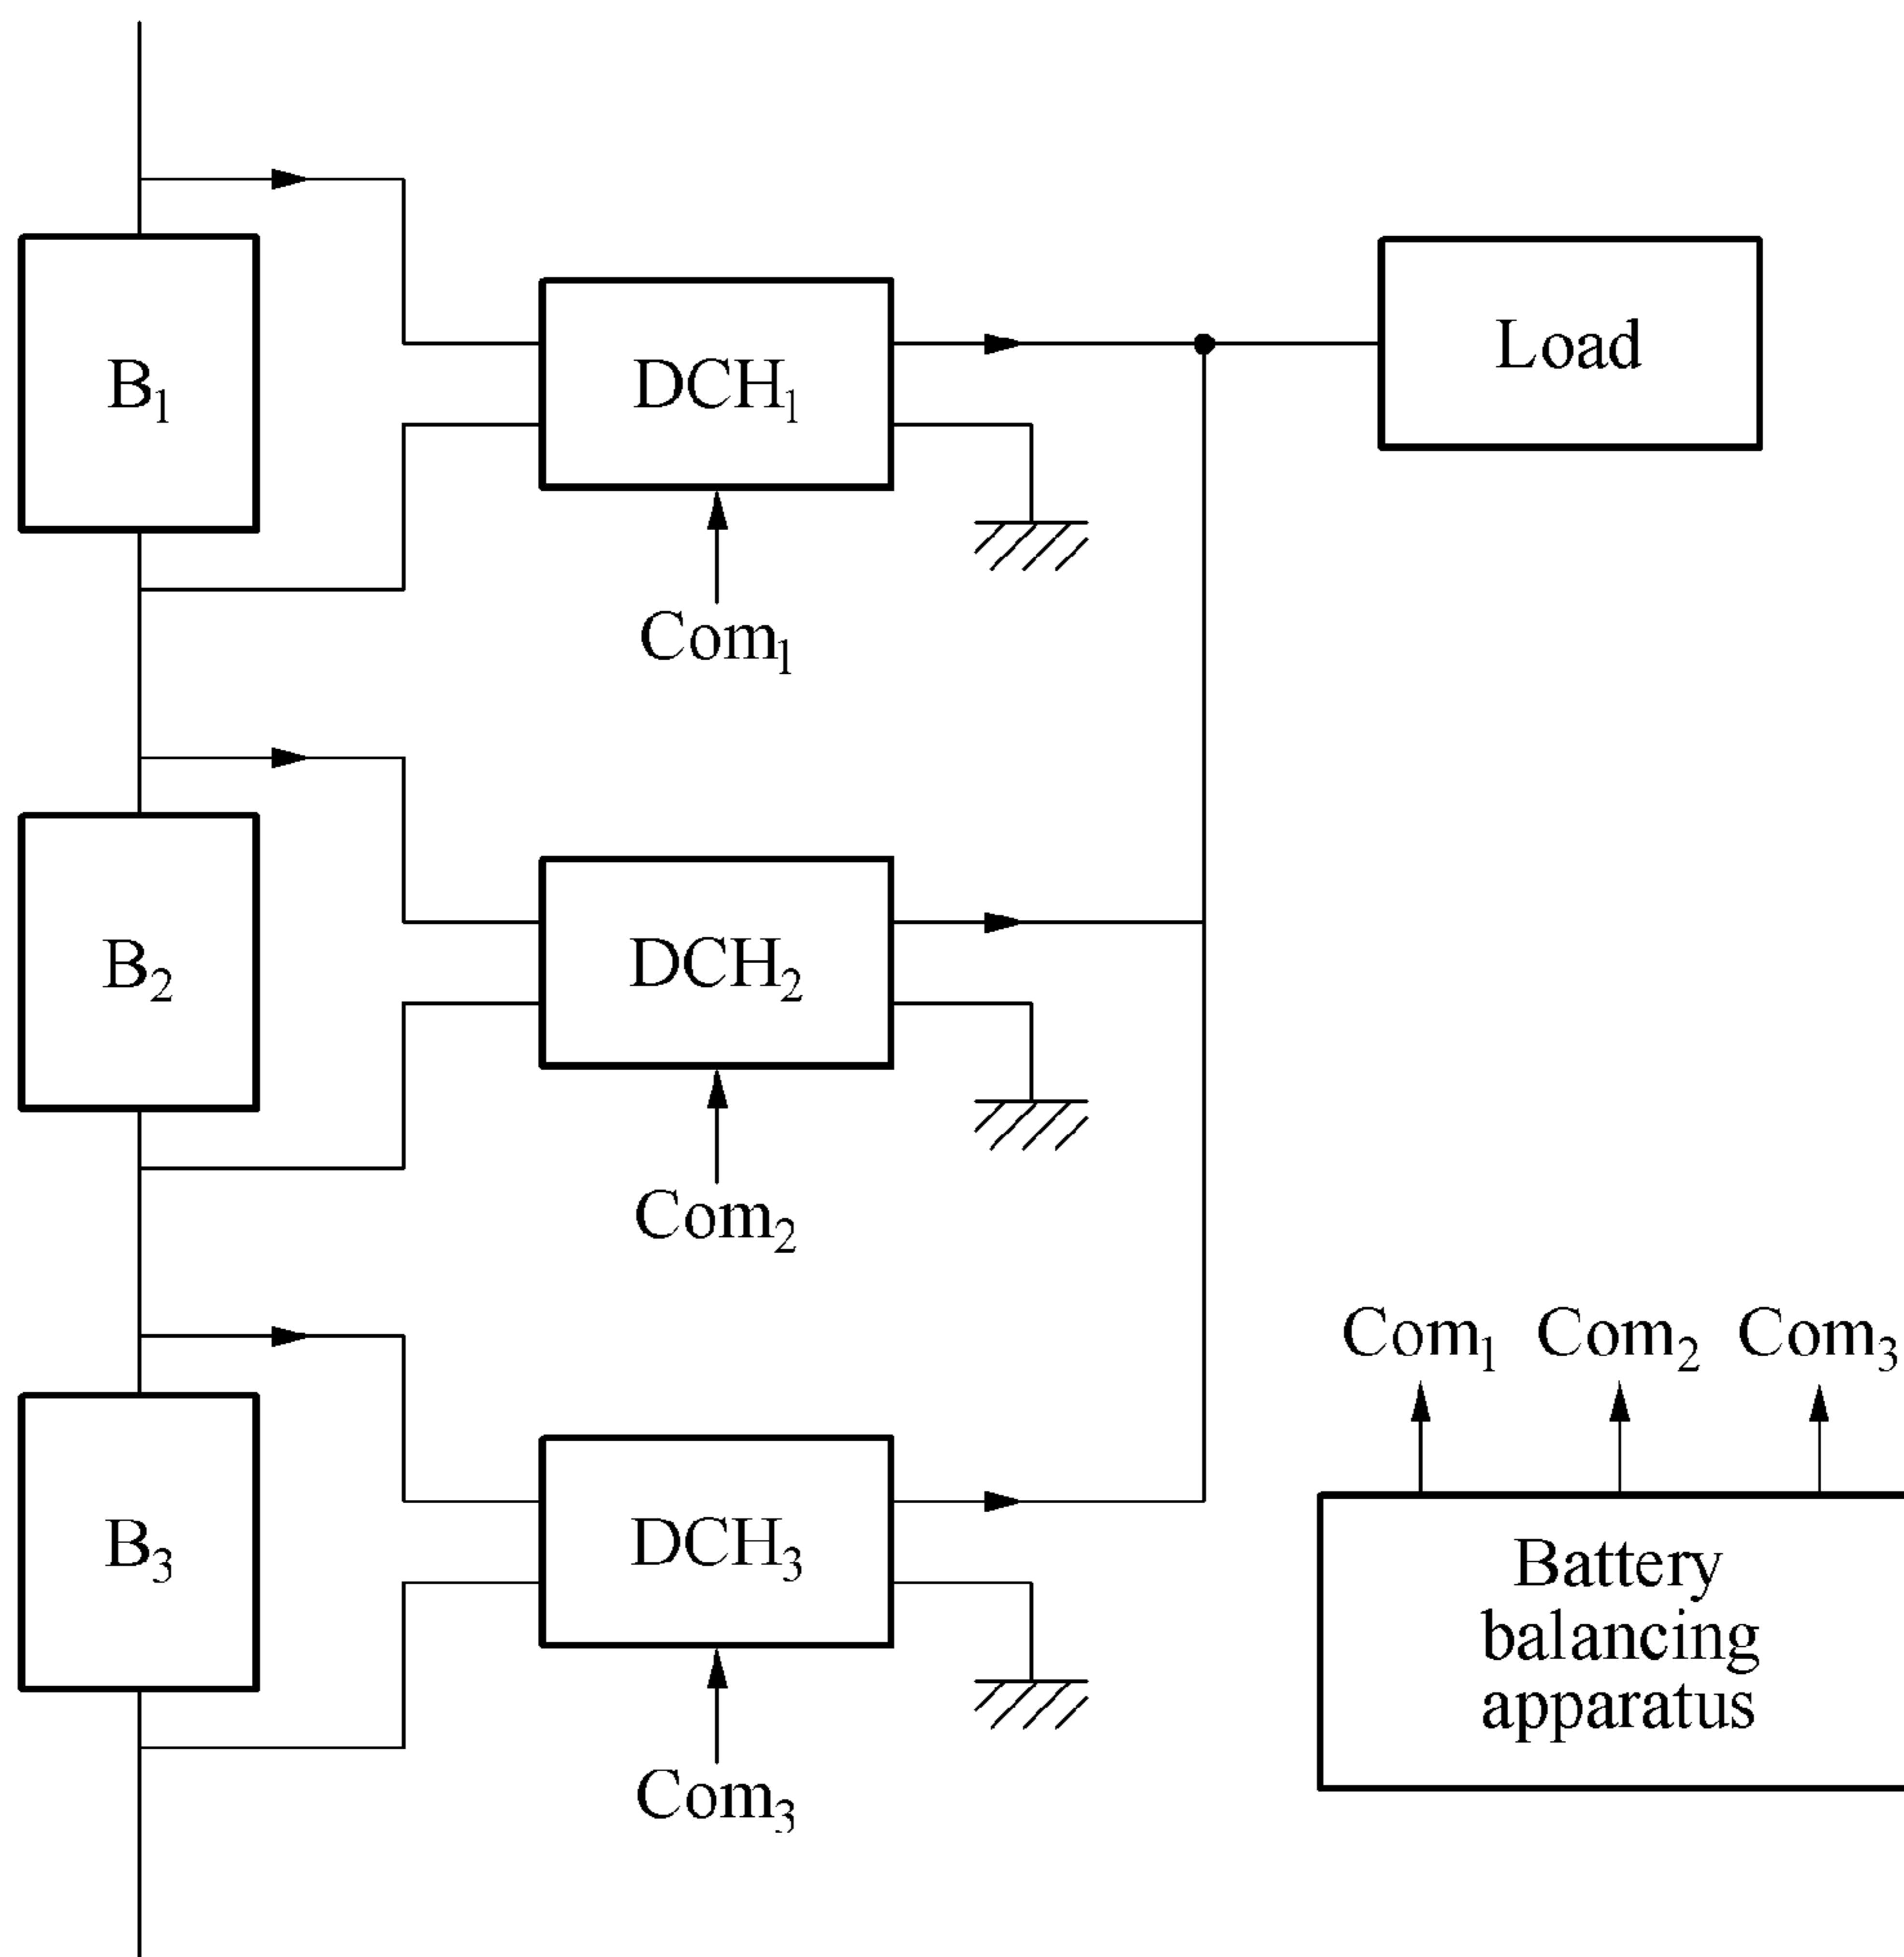 B₁
DCH₁
Load
Com₁
B₂
DCH₂
Com₂
Com₁ Com₂ Com₃
B₃
DCH₃
Battery
balancing
apparatus
Com₃